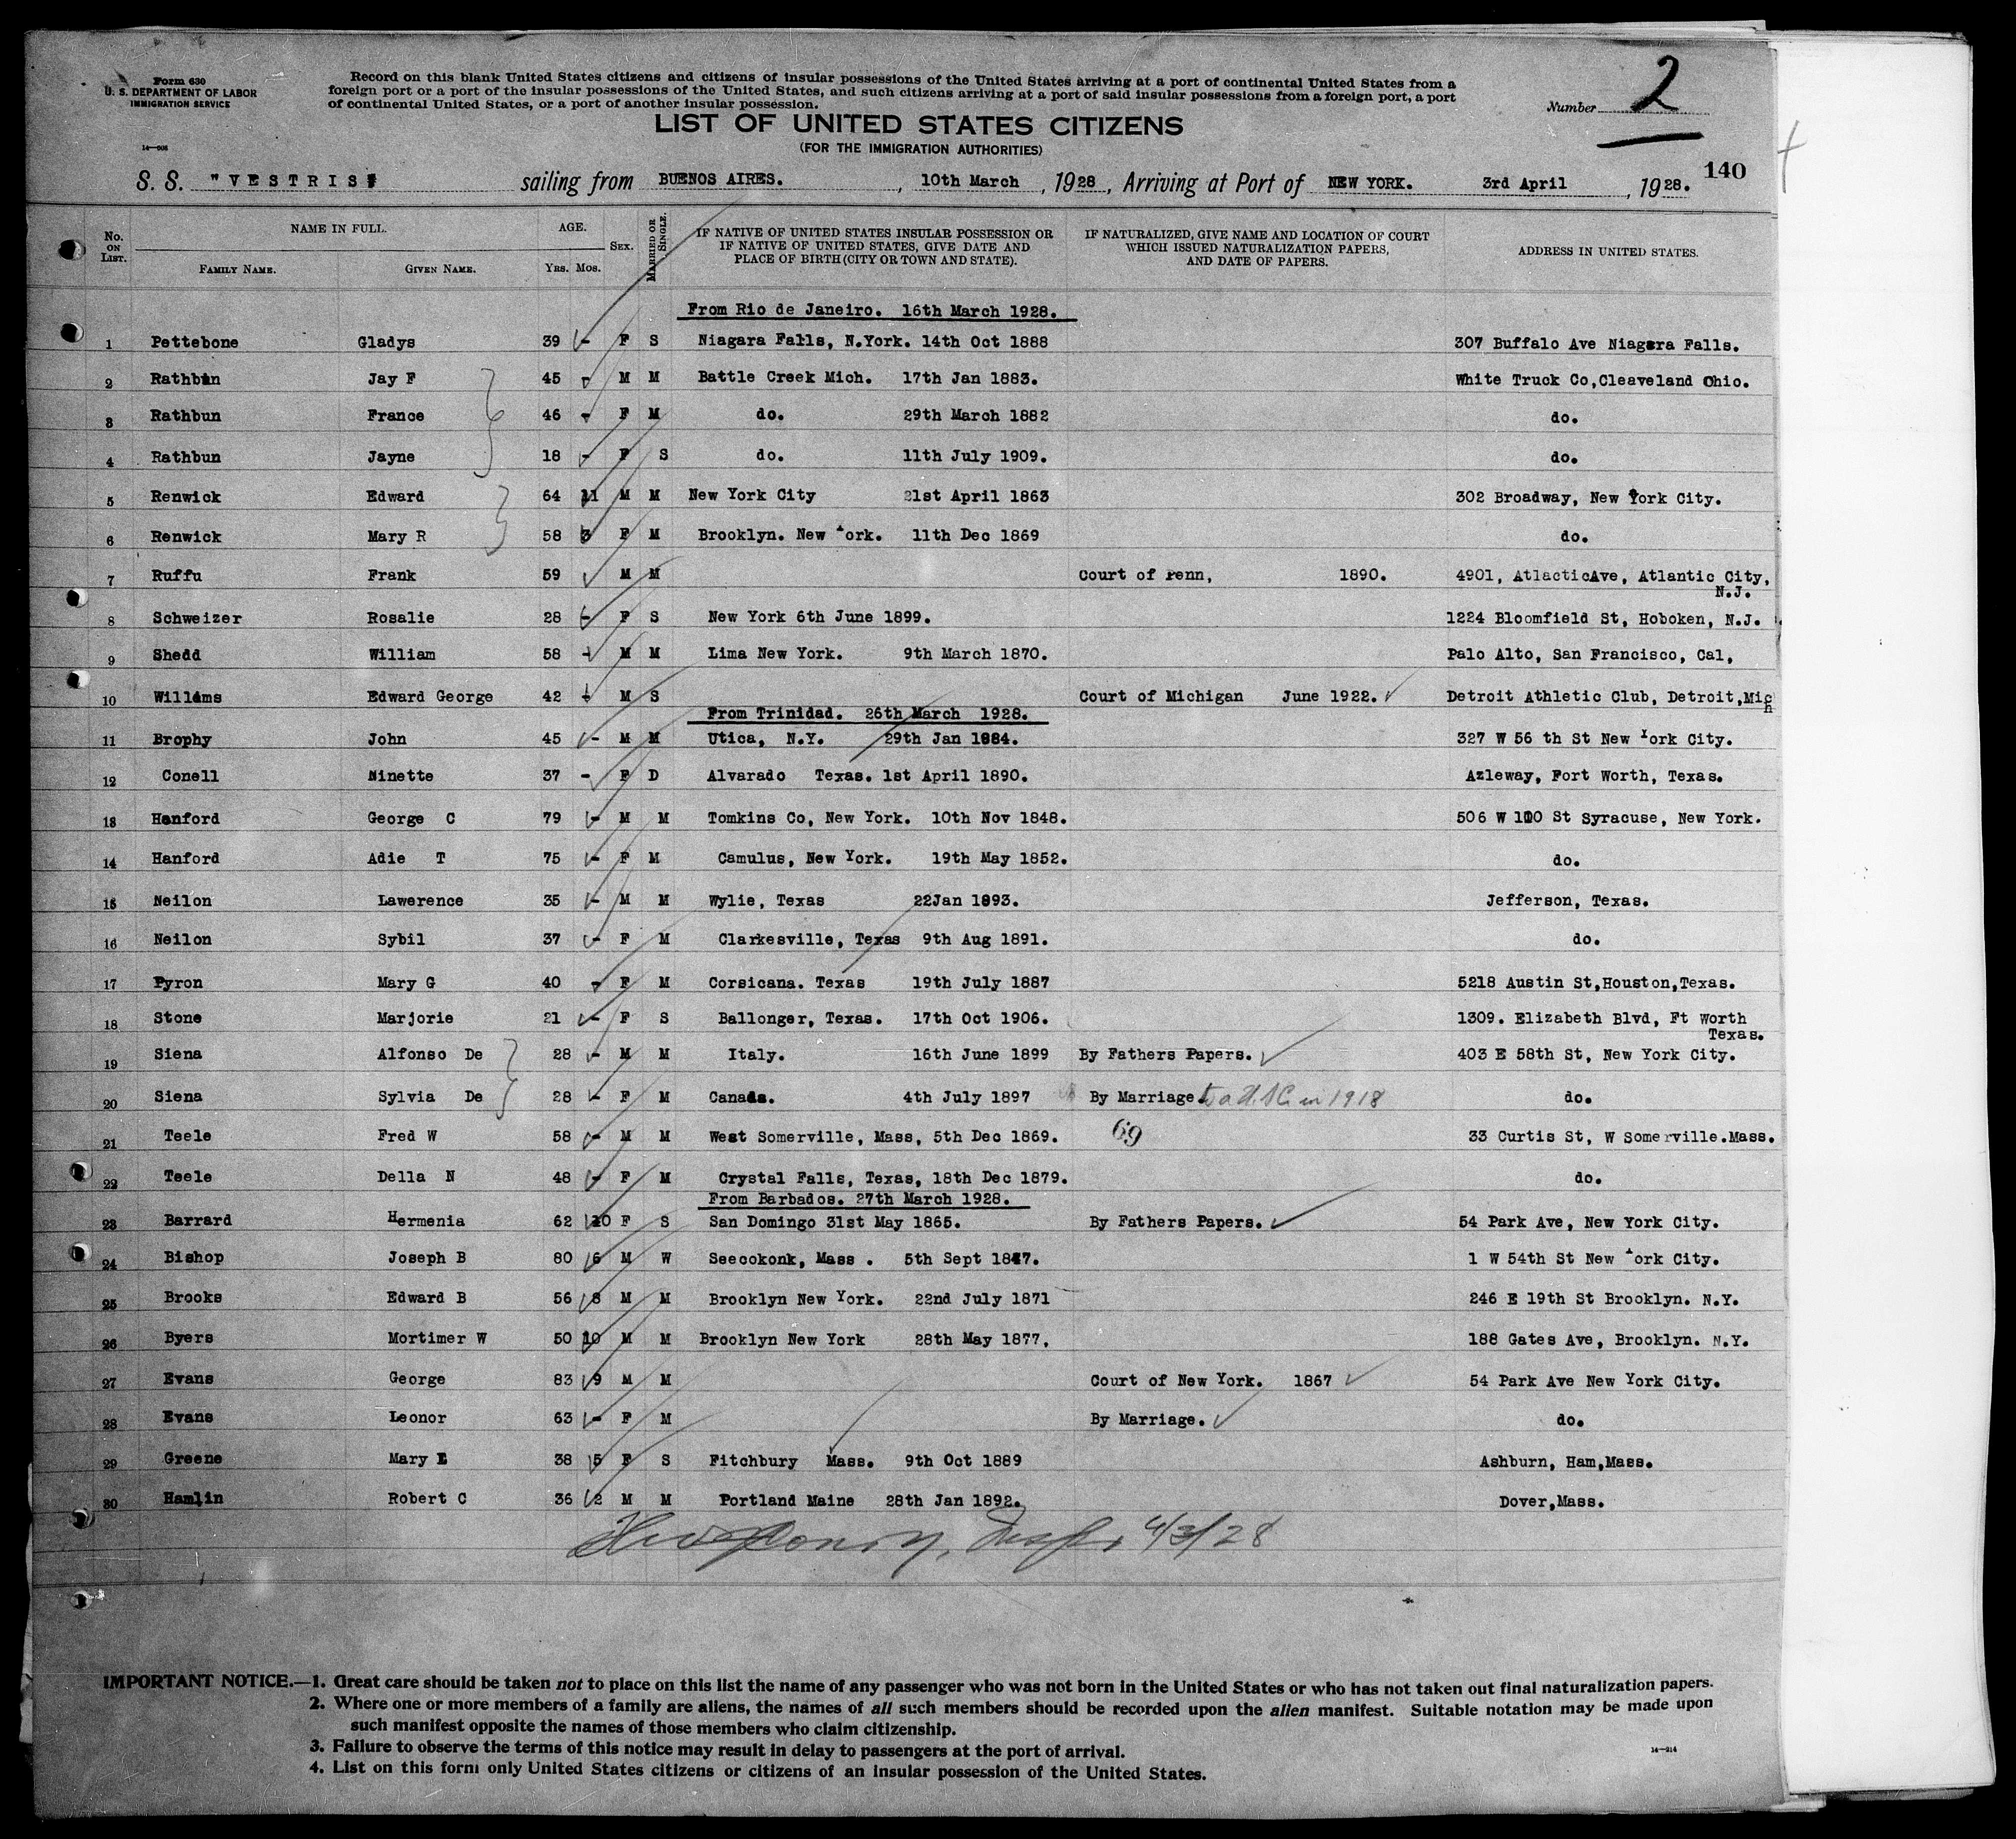 Form 630
U. S. DEPARTMENT OF LABOR
IMMIGRATION SERVICE
14—608
Record on this blank United States citizens and citizens of insular possessions of the United States arriving at a port of continental United States from a
foreign port or a port of the insular possessions of the United States, and such citizens arriving at a port of said insular possessions from a foreign port, a port
of continental United States, or a port of another insular possession.
Number 2
LIST OF UNITED STATES CITIZENS
(FOR THE IMMIGRATION AUTHORITIES)
140
S. S. "VESTRIS" sailing from BUENOS AIRES. , 10th March , 1928 , Arriving at Port of NEW YORK. 3rd April , 1928.
No. ON LIST. NAME IN FULL. FAMILY NAME. GIVEN NAME. AGE. YRS. MOS. SEX. MARRIED OR SINGLE. IF NATIVE OF UNITED STATES INSULAR POSSESSION OR IF NATIVE OF UNITED STATES, GIVE DATE AND PLACE OF BIRTH (CITY OR TOWN AND STATE). IF NATURALIZED, GIVE NAME AND LOCATION OF COURT WHICH ISSUED NATURALIZATION PAPERS, AND DATE OF PAPERS. ADDRESS IN UNITED STATES.
From Rio de Janeiro. 16th March 1928.
1 Pettebone Gladys 39 - F S Niagara Falls, N.York. 14th Oct 1888 307 Buffalo Ave Niagara Falls.
2 Rathbun Jay F 45 - M M Battle Creek Mich. 17th Jan 1883. White Truck Co,Cleaveland Ohio.
3 Rathbun France 46 - F M do. 29th March 1882 do.
4 Rathbun Jayne 18 - F S do. 11th July 1909. do.
5 Renwick Edward 64 11 M M New York City 21st April 1863 302 Broadway, New York City.
6 Renwick Mary R 58 3 F M Brooklyn. New York. 11th Dec 1869 do.
7 Ruffu Frank 59 M M Court of Penn, 1890. 4901, AtlacticAve, Atlantic City,
N.J.
8 Schweizer Rosalie 28 - F S New York 6th June 1899. 1224 Bloomfield St, Hoboken, N.J.
9 Shedd William 58 - M M Lima New York. 9th March 1870. Palo Alto, San Francisco, Cal,
10 Williams Edward George 42 - M S Court of Michigan June 1922. Detroit Athletic Club, Detroit,Mich
From Trinidad. 26th March 1928.
11 Brophy John 45 - M M Utica, N.Y. 29th Jan 1884. 327 W 56 th St New York City.
12 Conell Ninette 37 - F D Alvarado Texas. 1st April 1890. Azleway, Fort Worth, Texas.
13 Hanford George C 79 - M M Tomkins Co, New York. 10th Nov 1848. 506 W 110 St Syracuse, New York.
14 Hanford Adie T 75 - F M Camulus, New York. 19th May 1852. do.
15 Neilon Lawerence 35 - M M Wylie, Texas 22Jan 1893. Jefferson, Texas.
16 Neilon Sybil 37 - F M Clarkesville, Texas 9th Aug 1891. do.
17 Pyron Mary G 40 - F M Corsicana. Texas 19th July 1887 5218 Austin St,Houston,Texas.
18 Stone Marjorie 21 - F S Ballonger, Texas. 17th Oct 1906. 1309. Elizabeth Blvd, Ft Worth
Texas.
19 Siena Alfonso De 28 - M M Italy. 16th June 1899 By Fathers Papers. 403 E 58th St, New York City.
20 Siena Sylvia De 28 - F M Canada. 4th July 1897 By Marriage. to a U.S.C. in 1918 do.
21 Teele Fred W 58 - M M West Somerville, Mass, 5th Dec 1869. 69 33 Curtis St, W Somerville.Mass.
22 Teele Della N 48 - F M Crystal Falls, Texas, 18th Dec 1879. do.
From Barbados. 27th March 1928.
23 Barrard Hermenia 62 10 F S San Domingo 31st May 1865. By Fathers Papers. 54 Park Ave, New York City.
24 Bishop Joseph B 80 6 M W Seecokonk, Mass . 5th Sept 1847. 1 W 54th St New York City.
25 Brooks Edward B 56 8 M M Brooklyn New York. 22nd July 1871 246 E 19th St Brooklyn. N.Y.
26 Byers Mortimer W 50 10 M M Brooklyn New York 28th May 1877, 188 Gates Ave, Brooklyn. N.Y.
27 Evans George 83 9 M M Court of New York. 1867 54 Park Ave New York City.
28 Evans Leonor 63 - F M By Marriage. do.
29 Greene Mary E 38 5 F S Fitchbury Mass. 9th Oct 1889 Ashburn, Ham,Mass.
30 Hamlin Robert C 36 2 M M Portland Maine 28th Jan 1892. Dover,Mass.
4/3/28
IMPORTANT NOTICE.—1. Great care should be taken not to place on this list the name of any passenger who was not born in the United States or who has not taken out final naturalization papers.
2. Where one or more members of a family are aliens, the names of all such members should be recorded upon the alien manifest. Suitable notation may be made upon
such manifest opposite the names of those members who claim citizenship.
3. Failure to observe the terms of this notice may result in delay to passengers at the port of arrival.
4. List on this form only United States citizens or citizens of an insular possession of the United States.
14—214